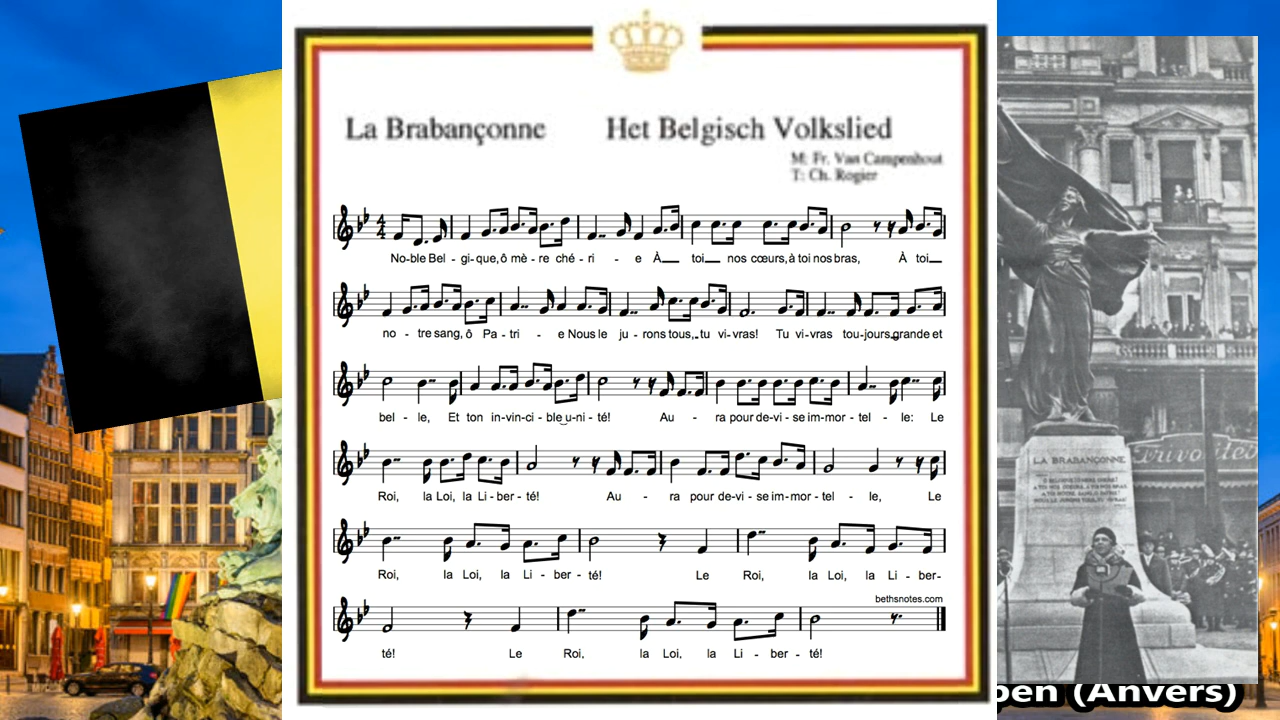 La Brabançonne Het Belgisch Volkslied
M: Fr. Van Campenhout
T: Ch. Rogier
No-ble Bel - gi-que, ô mè - re ché - ri - e À toi nos cœurs, à toi nos bras, À toi
no - tre sang, ô Pa - tri - e Nous le ju - rons tous, tu vi-vras! Tu vi-vras tou-jours grande et
bel - le, Et ton in-vin-ci-ble u-ni - té! Au - ra pour de-vi - se im-mor - tel - le: Le
Roi, la Loi, la Li-ber-té! Au - ra pour de-vi - se im-mor - tel - le, Le
Roi, la Loi, la Li - ber - té! Le Roi, la Loi, la Li - ber-
bethsnotes.com
té! Le Roi, la Loi, la Li - ber - té!
LA BRABANÇONNE
pen (Anvers)